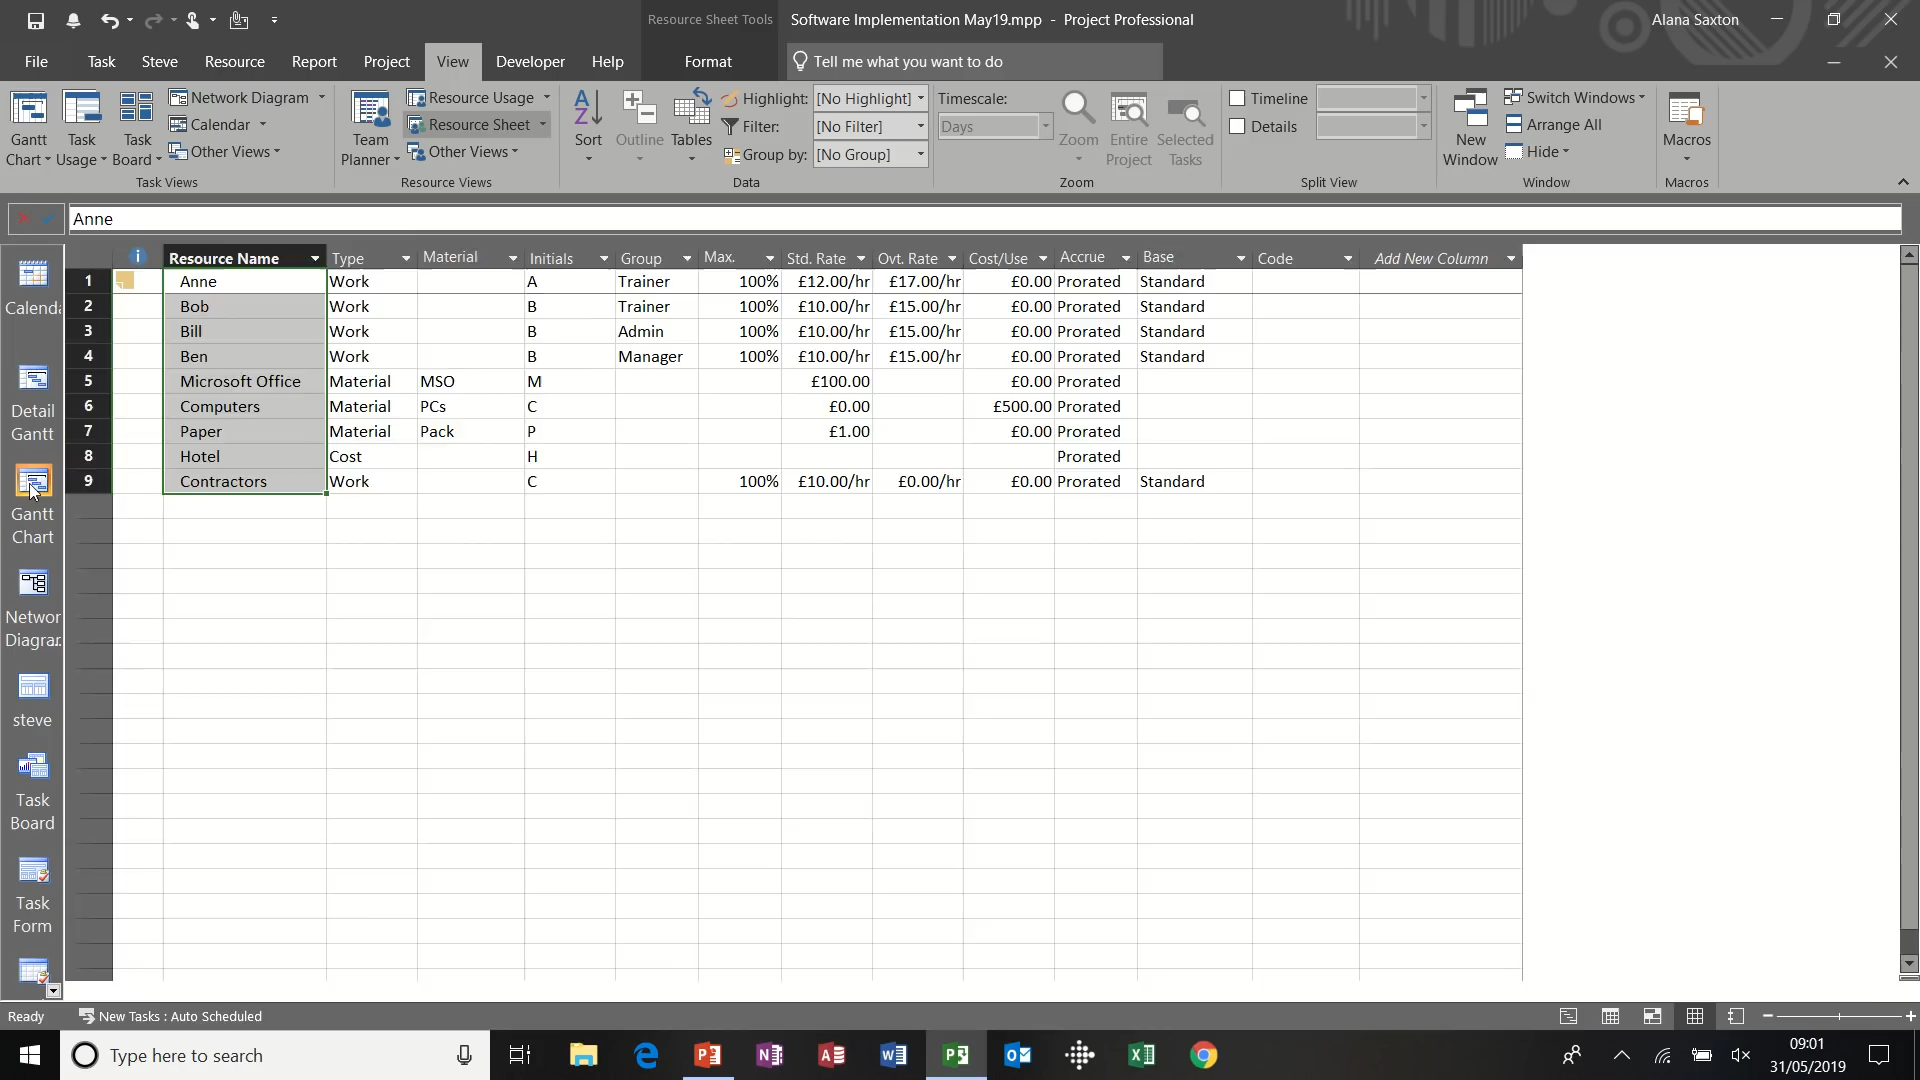 Resource Sheet Tools
Software Implementation May19.mpp - Project Professional
Alana Saxton
File Task Steve Resource Report Project View Developer Help Format Tell me what you want to do
Gantt Chart
Task Usage
Task Board
Network Diagram
Calendar
Other Views
Task Views
Team Planner
Resource Usage
Resource Sheet
Other Views
Resource Views
Sort
Outline
Tables
Highlight: [No Highlight]
Filter: [No Filter]
Group by: [No Group]
Data
Timescale:
Days
Zoom
Entire Project
Selected Tasks
Zoom
Timeline
Details
Split View
New Window
Switch Windows
Arrange All
Hide
Window
Macros
Macros
Anne
Resource Name Type Material Initials Group Max. Std. Rate Ovt. Rate Cost/Use Accrue Base Code Add New Column
1 Anne Work A Trainer 100% £12.00/hr £17.00/hr £0.00 Prorated Standard
2 Bob Work B Trainer 100% £10.00/hr £15.00/hr £0.00 Prorated Standard
3 Bill Work B Admin 100% £10.00/hr £15.00/hr £0.00 Prorated Standard
4 Ben Work B Manager 100% £10.00/hr £15.00/hr £0.00 Prorated Standard
5 Microsoft Office Material MSO M £100.00 £0.00 Prorated
6 Computers Material PCs C £0.00 £500.00 Prorated
7 Paper Material Pack P £1.00 £0.00 Prorated
8 Hotel Cost H Prorated
9 Contractors Work C 100% £10.00/hr £0.00/hr £0.00 Prorated Standard
Calenda
Detail
Gantt
Gantt
Chart
Networ
Diagra
steve
Task
Board
Task
Form
Ready New Tasks : Auto Scheduled
Type here to search
09:01
31/05/2019